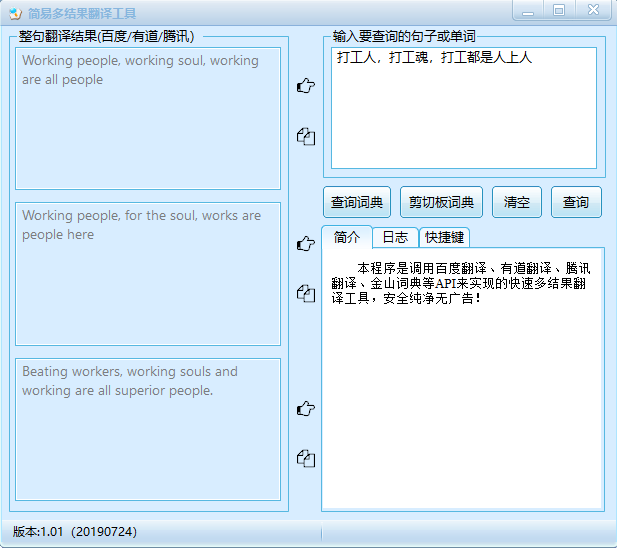 简易多结果翻译工具
整句翻译结果(百度/有道/腾讯)
Working people, working soul, working
are all people
Working people, for the soul, works are
people here
Beating workers, working souls and
working are all superior people.
输入要查询的句子或单词
打工人，打工魂，打工都是人上人
查询词典 剪切板词典 清空 查询
简介 日志 快捷键
本程序是调用百度翻译、有道翻译、腾讯
翻译、金山词典等API来实现的快速多结果翻
译工具，安全纯净无广告！
版本:1.01（20190724）